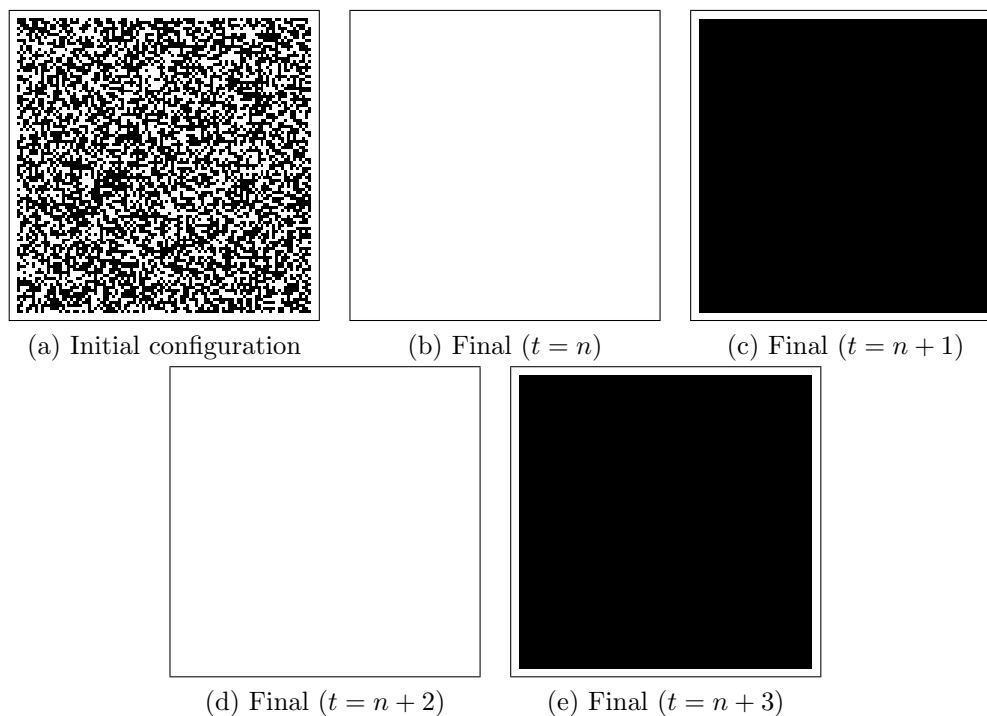 (a) Initial configuration
(b) Final (t = n)
(c) Final (t = n + 1)
(d) Final (t = n + 2)
(e) Final (t = n + 3)